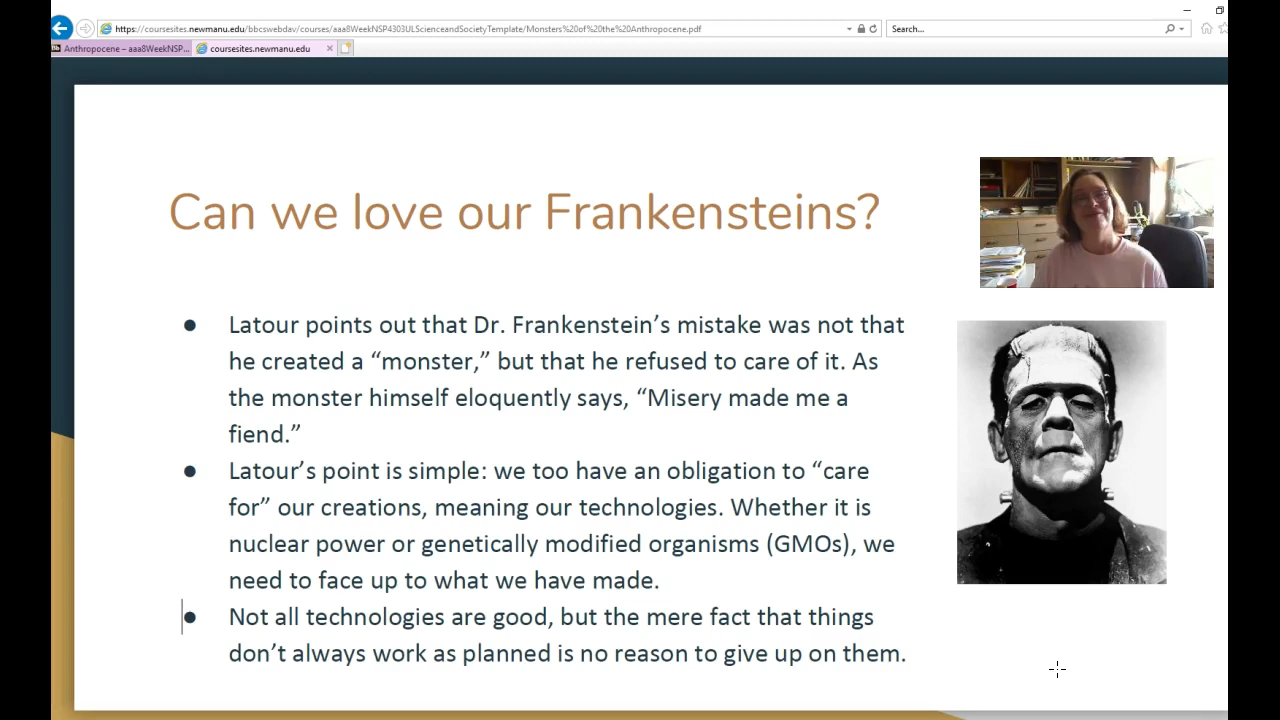 https://coursesites.newmanu.edu/bbcswebdav/courses/aaa8WeekNSP4303ULScienceandSocietyTemplate/Monsters%20of%20the%20Anthropocene.pdf
Search...
Bb Anthropocene – aaa8WeekNSP...
coursesites.newmanu.edu
Can we love our Frankensteins?
● Latour points out that Dr. Frankenstein’s mistake was not that
he created a “monster,” but that he refused to care of it. As
the monster himself eloquently says, “Misery made me a
fiend.”
● Latour’s point is simple: we too have an obligation to “care
for” our creations, meaning our technologies. Whether it is
nuclear power or genetically modified organisms (GMOs), we
need to face up to what we have made.
● Not all technologies are good, but the mere fact that things
don’t always work as planned is no reason to give up on them.